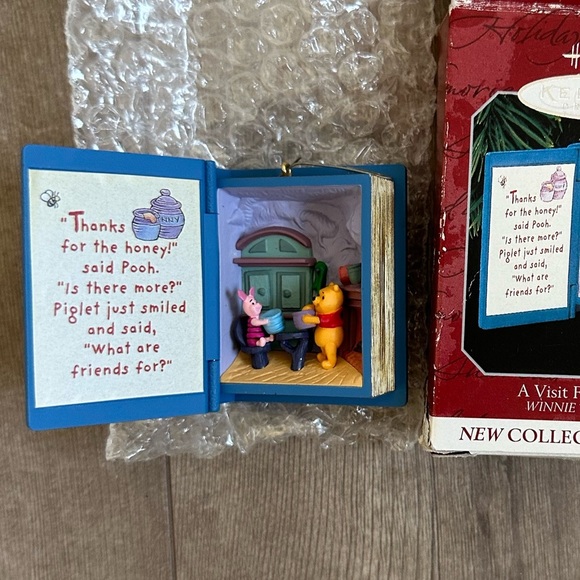 "Thanks
for the honey!"
said Pooh.
"Is there more?"
Piglet just smiled
and said,
"What are
friends for?"
HUNNY
Holiday
H
KE
"Thanks
for the honey!"
said Pooh.
"Is there more?"
Piglet just smiled
and said,
"What are
friends for?"
A Visit F
WINNIE
NEW COLLEC